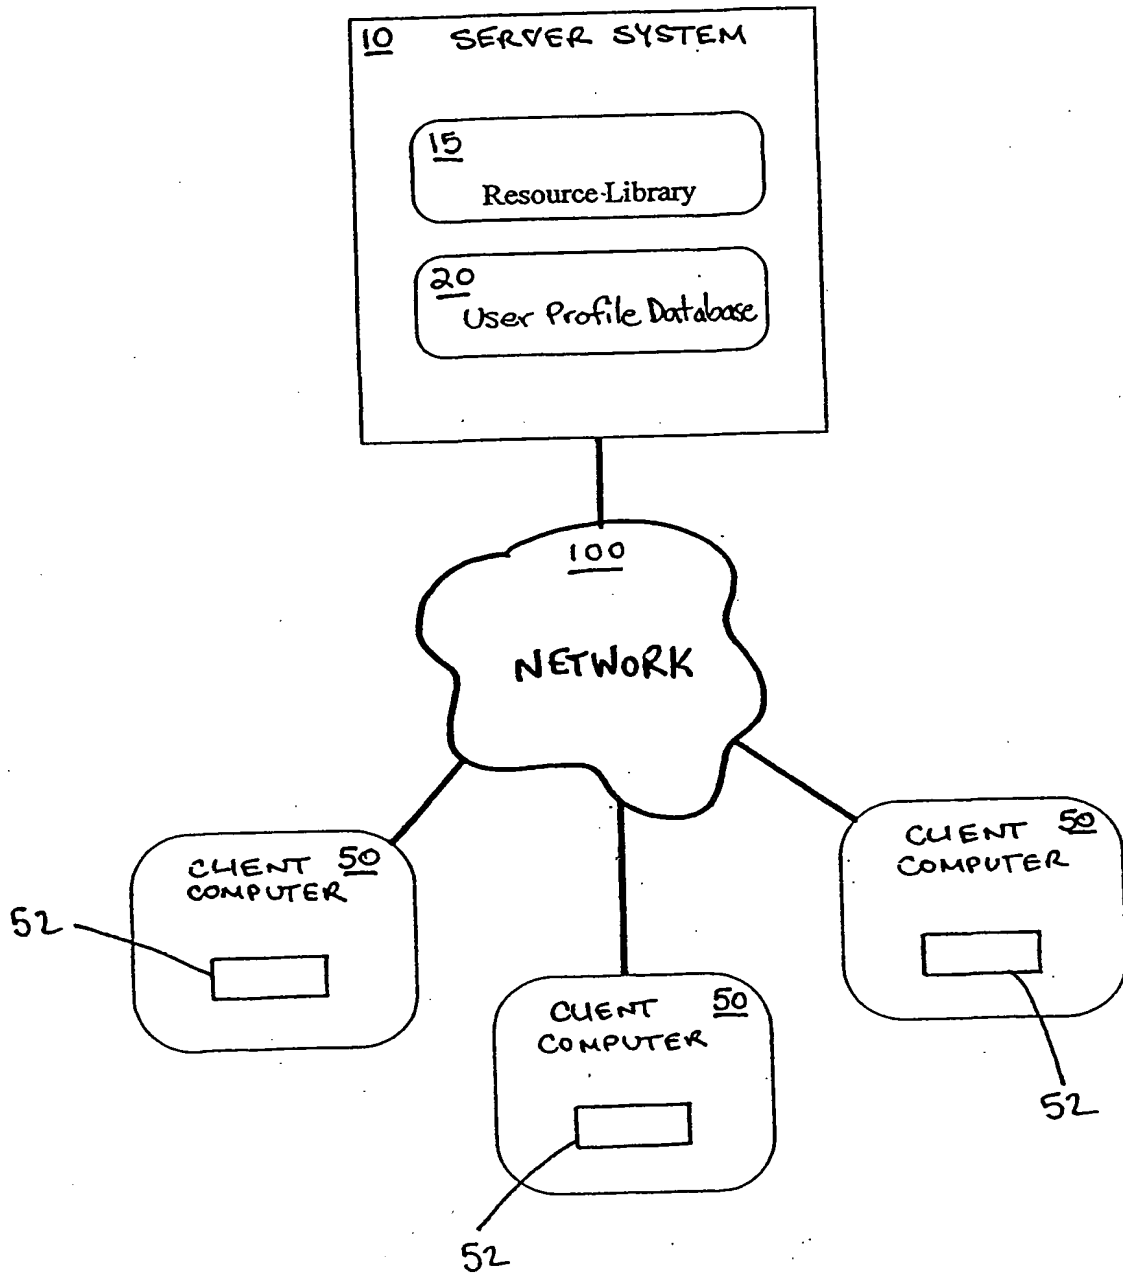 10 SERVER SYSTEM
15
Resource-Library
20
User Profile Database
100
NETWORK
CLIENT 50
COMPUTER
52
CLIENT 50
COMPUTER
52
CLIENT 50
COMPUTER
52